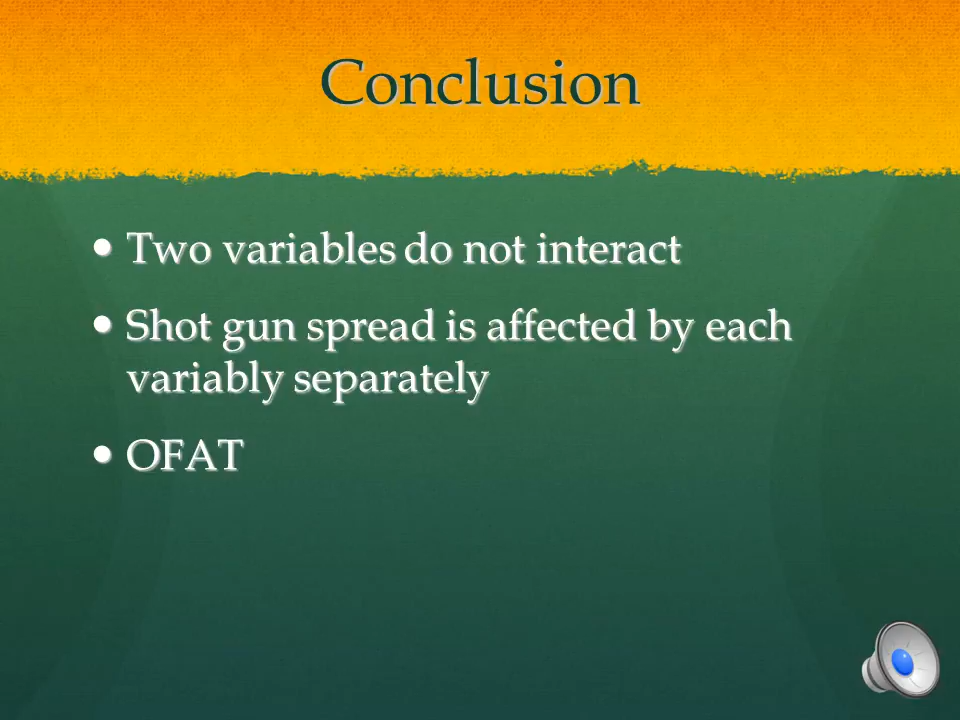 Conclusion
• Two variables do not interact
• Shot gun spread is affected by each
variably separately
• OFAT